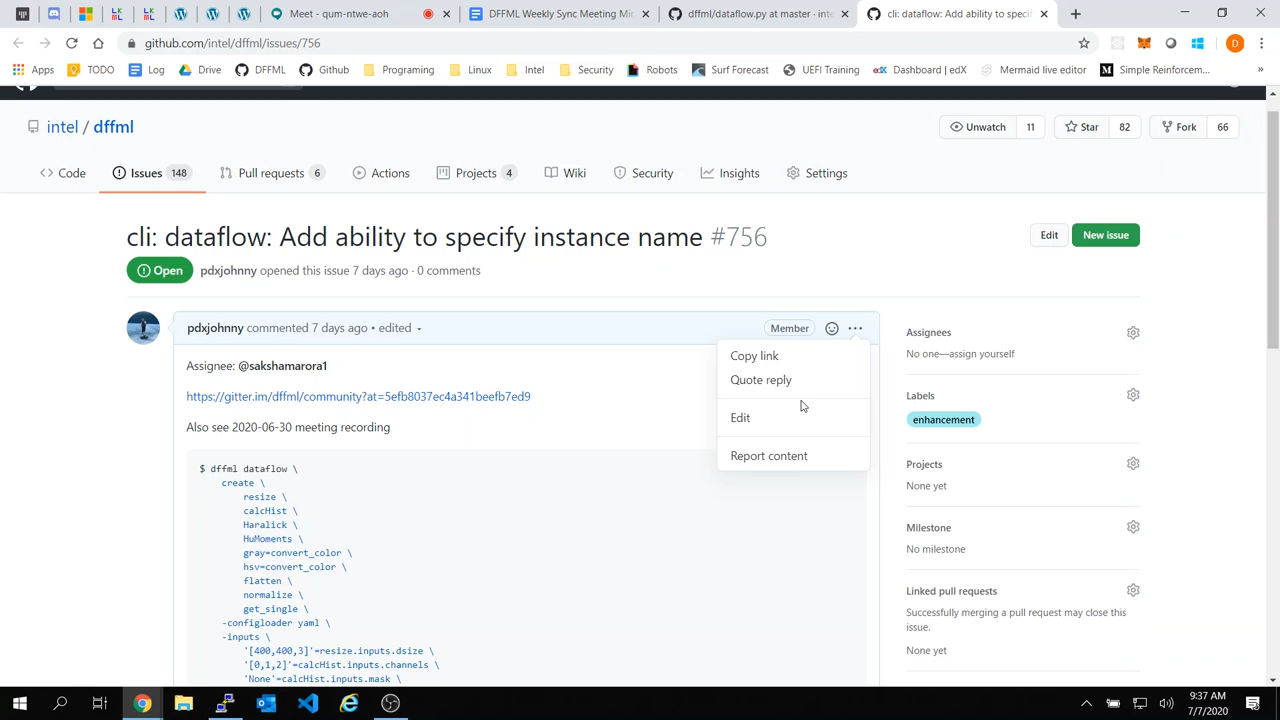 Meet - qum-ntwe-aoh
DFFML Weekly Sync Meeting Mi
dffml/dataflow.py at master · inte
cli: dataflow: Add ability to specif
github.com/intel/dffml/issues/756
D
Apps
TODO
Log
Drive
DFFML
Github
Programing
Linux
Intel
Security
Robots
Surf Forecast
UEFI Training
Dashboard | edX
Mermaid live editor
Simple Reinforcem...
»
intel / dffml
Unwatch 11
Star 82
Fork 66
Code
Issues 148
Pull requests 6
Actions
Projects 4
Wiki
Security
Insights
Settings
cli: dataflow: Add ability to specify instance name #756
Edit
New issue
Open
pdxjohnny opened this issue 7 days ago · 0 comments
pdxjohnny commented 7 days ago • edited
Member
Copy link
Quote reply
Edit
Report content
Assignee: @sakshamarora1
https://gitter.im/dffml/community?at=5efb8037ec4a341beefb7ed9
Also see 2020-06-30 meeting recording
$ dffml dataflow \
create \
resize \
calcHist \
Haralick \
HuMoments \
gray=convert_color \
hsv=convert_color \
flatten \
normalize \
get_single \
-configloader yaml \
-inputs \
'[400,400,3]'=resize.inputs.dsize \
'[0,1,2]'=calcHist.inputs.channels \
'None'=calcHist.inputs.mask \
Assignees
No one—assign yourself
Labels
enhancement
Projects
None yet
Milestone
No milestone
Linked pull requests
Successfully merging a pull request may close this
issue.
None yet
9:37 AM
7/7/2020